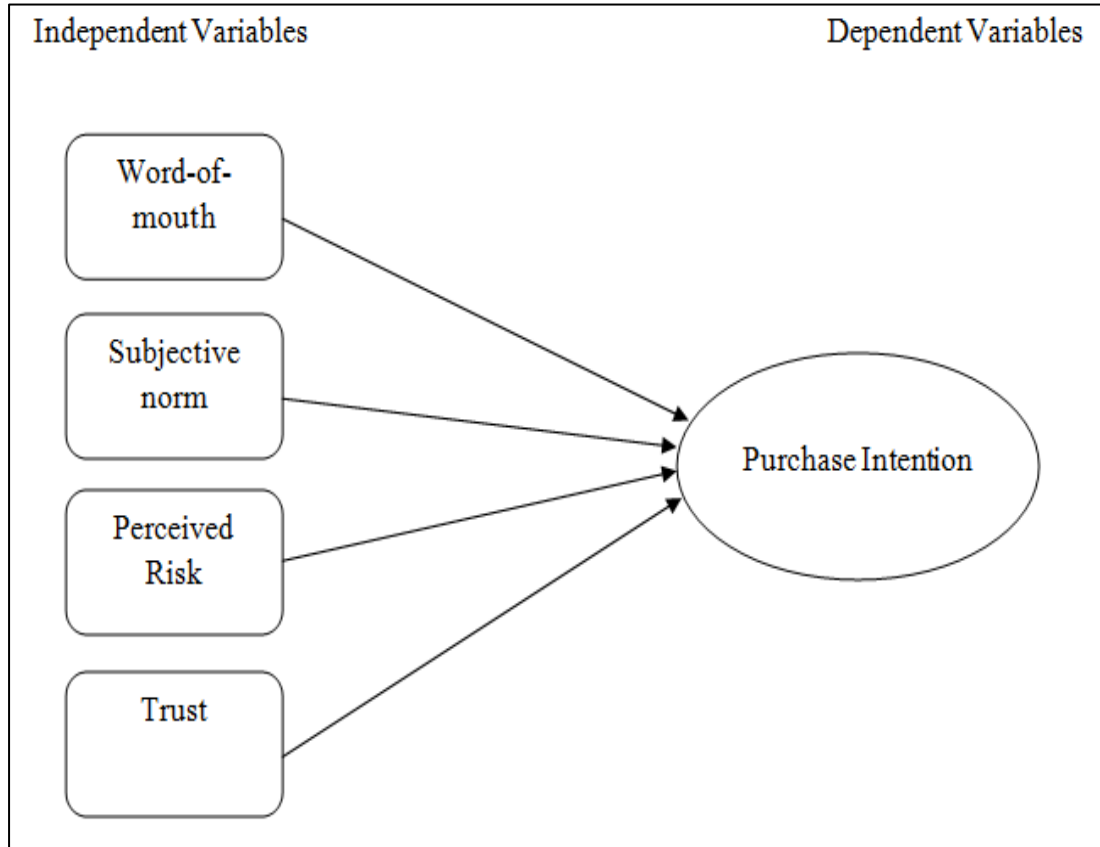 Independent Variables
Dependent Variables
Word-of-
mouth
Subjective
norm
Perceived
Risk
Trust
Purchase Intention